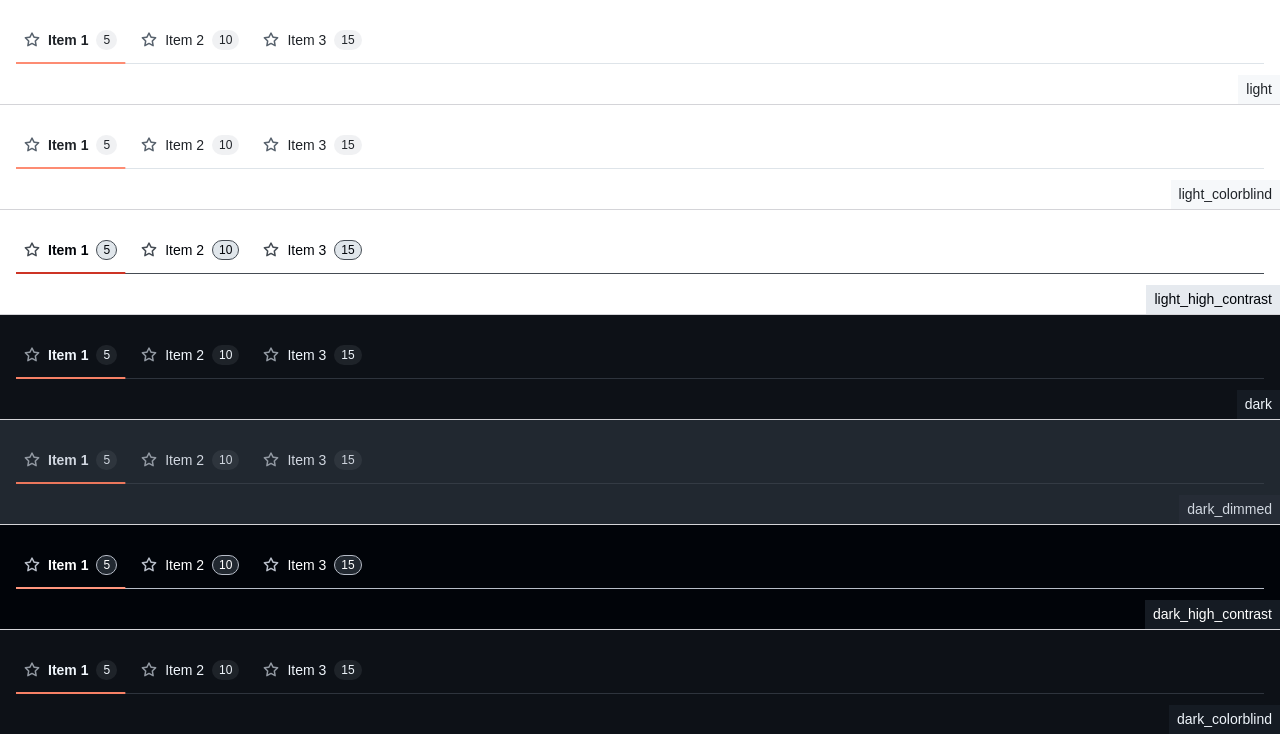 Item 1 5 Item 2 10 Item 3 15
light
Item 1 5 Item 2 10 Item 3 15
light_colorblind
Item 1 5 Item 2 10 Item 3 15
light_high_contrast
Item 1 5 Item 2 10 Item 3 15
dark
Item 1 5 Item 2 10 Item 3 15
dark_dimmed
Item 1 5 Item 2 10 Item 3 15
dark_high_contrast
Item 1 5 Item 2 10 Item 3 15
dark_colorblind